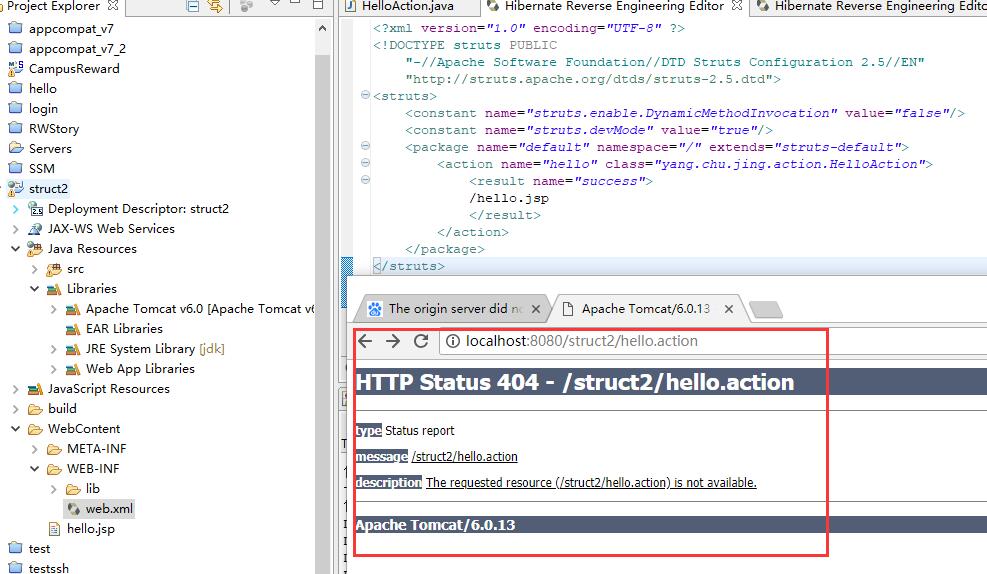 Project Explorer
appcompat_v7
appcompat_v7_2
CampusReward
hello
login
RWStory
Servers
SSM
struct2
Deployment Descriptor: struct2
JAX-WS Web Services
Java Resources
src
Libraries
Apache Tomcat v6.0 [Apache Tomcat v6
EAR Libraries
JRE System Library [jdk]
Web App Libraries
JavaScript Resources
build
WebContent
META-INF
WEB-INF
lib
web.xml
hello.jsp
test
testssh
HelloAction.java
Hibernate Reverse Engineering Editor
Hibernate Reverse Engineering Editor
<?xml version="1.0" encoding="UTF-8" ?>
<!DOCTYPE struts PUBLIC
"-//Apache Software Foundation//DTD Struts Configuration 2.5//EN"
"http://struts.apache.org/dtds/struts-2.5.dtd">
<struts>
<constant name="struts.enable.DynamicMethodInvocation" value="false"/>
<constant name="struts.devMode" value="true"/>
<package name="default" namespace="/" extends="struts-default">
<action name="hello" class="yang.chu.jing.action.HelloAction">
<result name="success">
/hello.jsp
</result>
</action>
</package>
</struts>
The origin server did
Apache Tomcat/6.0.13
localhost:8080/struct2/hello.action
HTTP Status 404 - /struct2/hello.action
type Status report
message /struct2/hello.action
description The requested resource (/struct2/hello.action) is not available.
Apache Tomcat/6.0.13